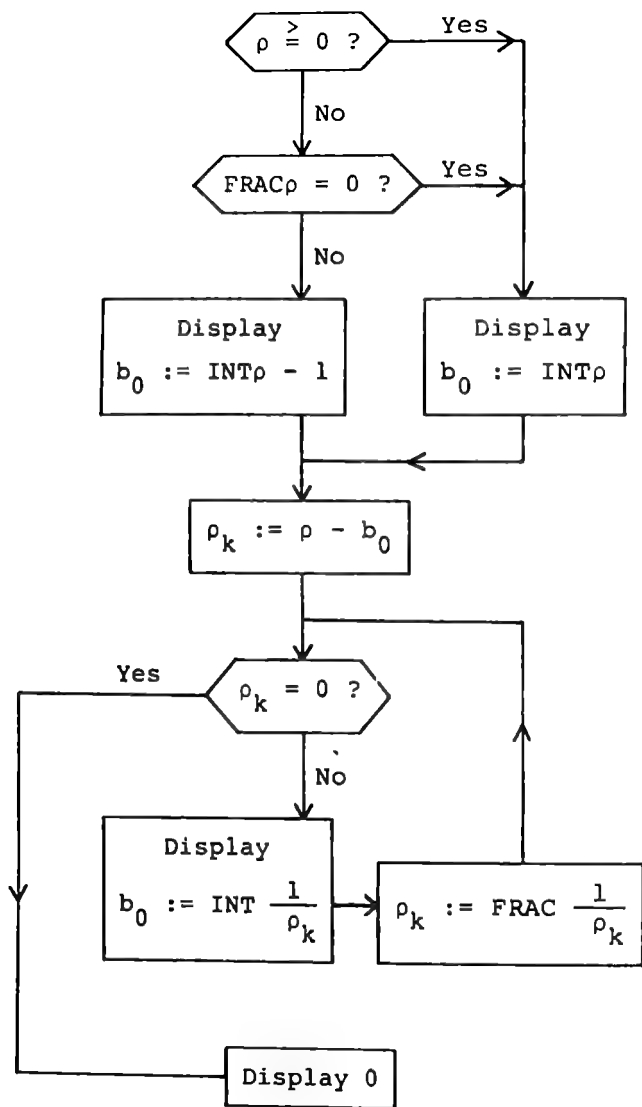 ρ ≧ 0 ?
Yes
No
FRACρ = 0 ?
Yes
No
Display
b₀ := INTρ - 1
Display
b₀ := INTρ
ρₖ := ρ - b₀
Yes
ρₖ = 0 ?
No
Display
b₀ := INT 1/ρₖ
ρₖ := FRAC 1/ρₖ
Display 0